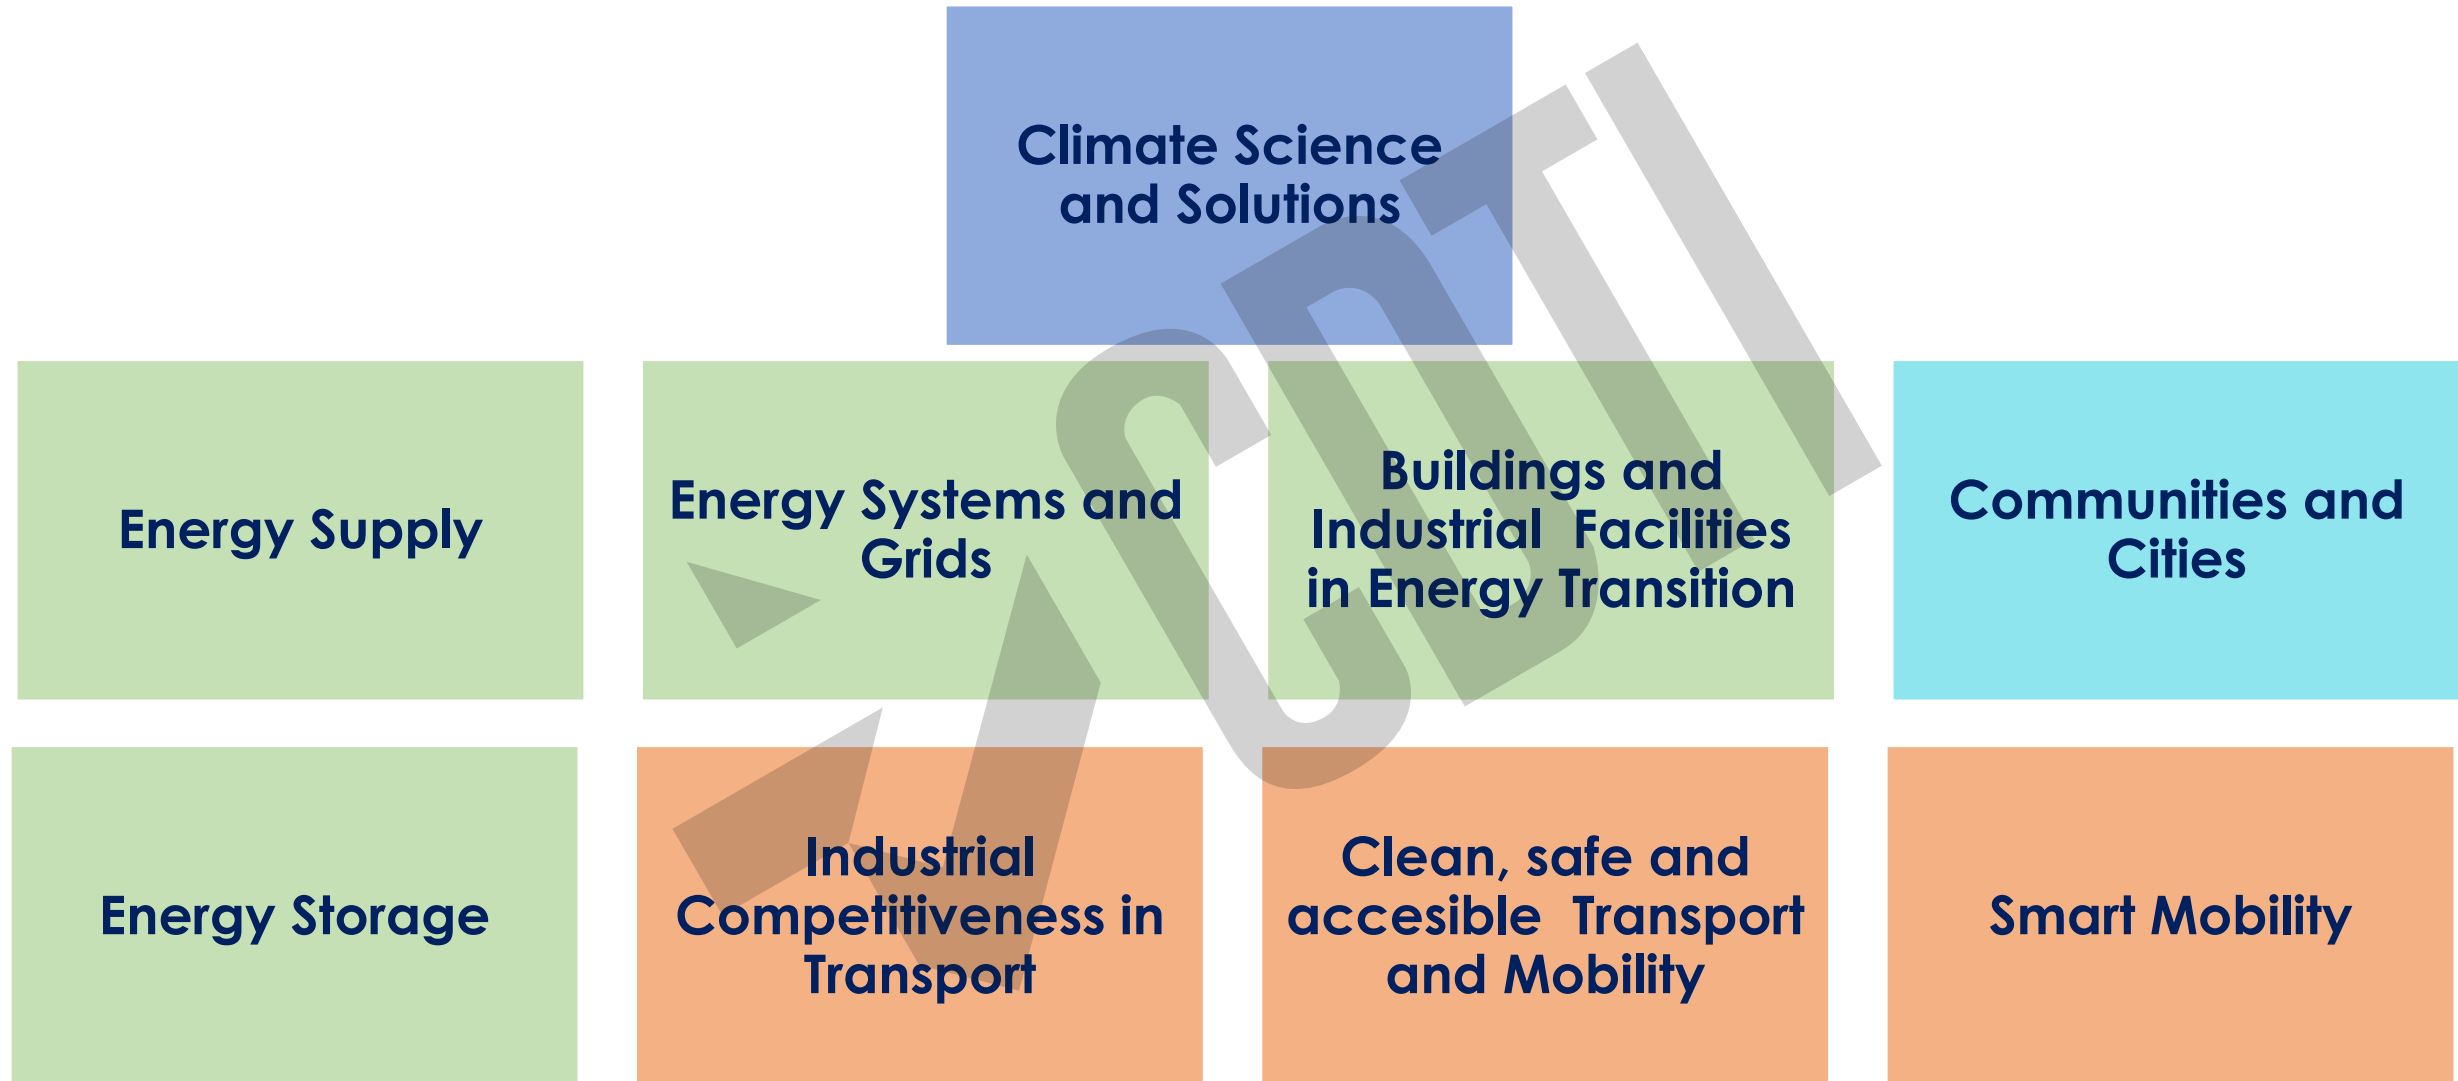 Climate Science
and Solutions
Energy Supply
Energy Systems and
Grids
Buildings and
Industrial Facilities
in Energy Transition
Communities and
Cities
Energy Storage
Industrial
Competitiveness in
Transport
Clean, safe and
accesible Transport
and Mobility
Smart Mobility
CDTI